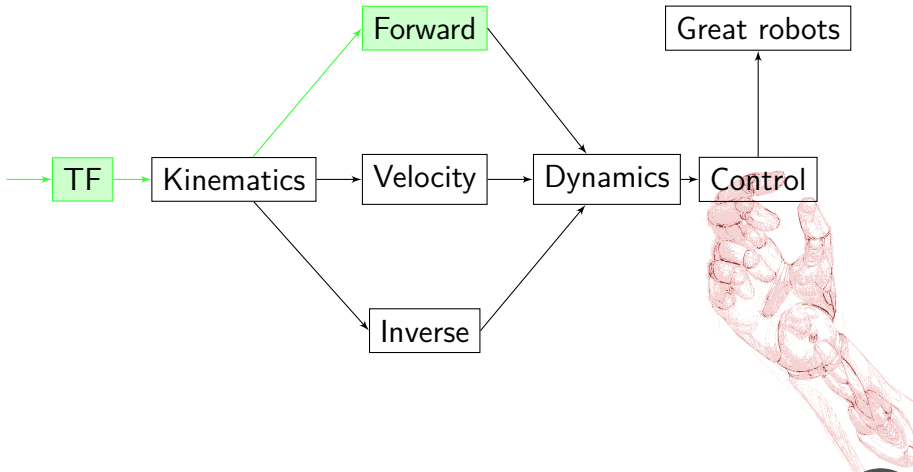 Forward
Great robots
TF
Kinematics
Velocity
Dynamics
Control
Inverse